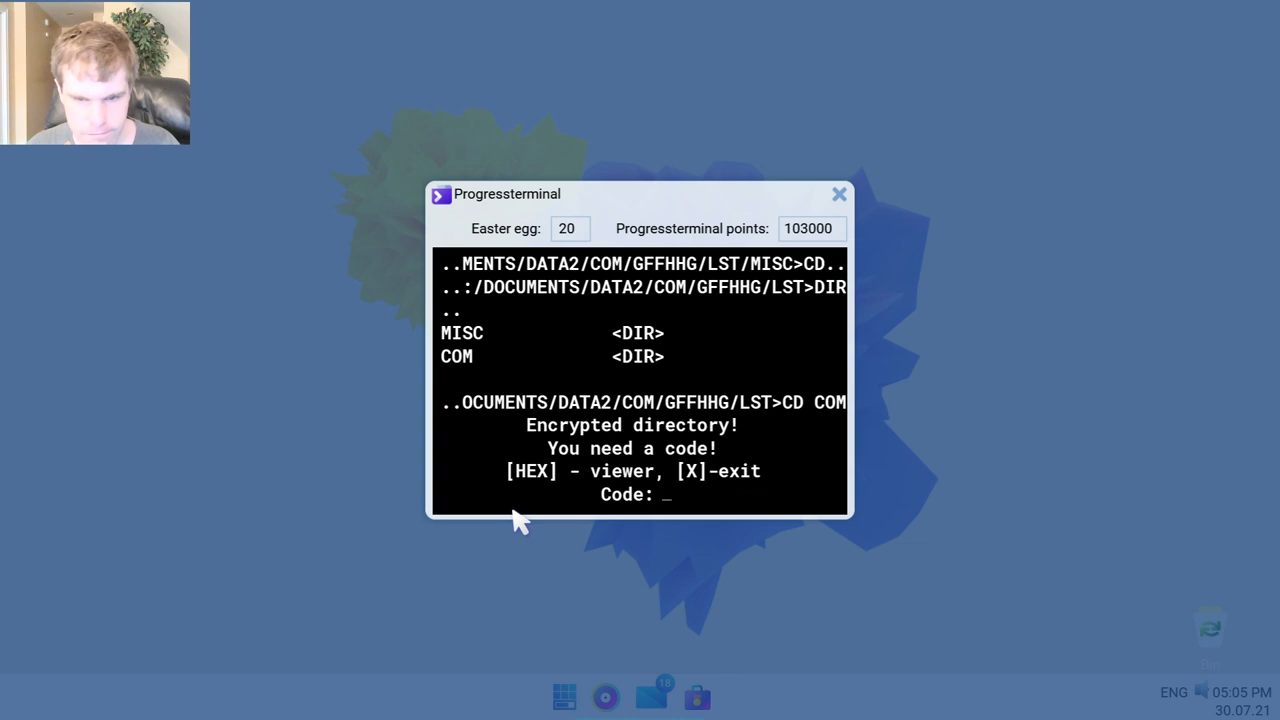 Progressterminal
Easter egg: 20 Progressterminal points: 103000
..MENTS/DATA2/COM/GFFHHG/LST/MISC>CD..
..:/DOCUMENTS/DATA2/COM/GFFHHG/LST>DIR
..
MISC <DIR>
COM <DIR>
..OCUMENTS/DATA2/COM/GFFHHG/LST>CD COM
Encrypted directory!
You need a code!
[HEX] - viewer, [X]-exit
Code: _
18
ENG 05:05 PM
30.07.21